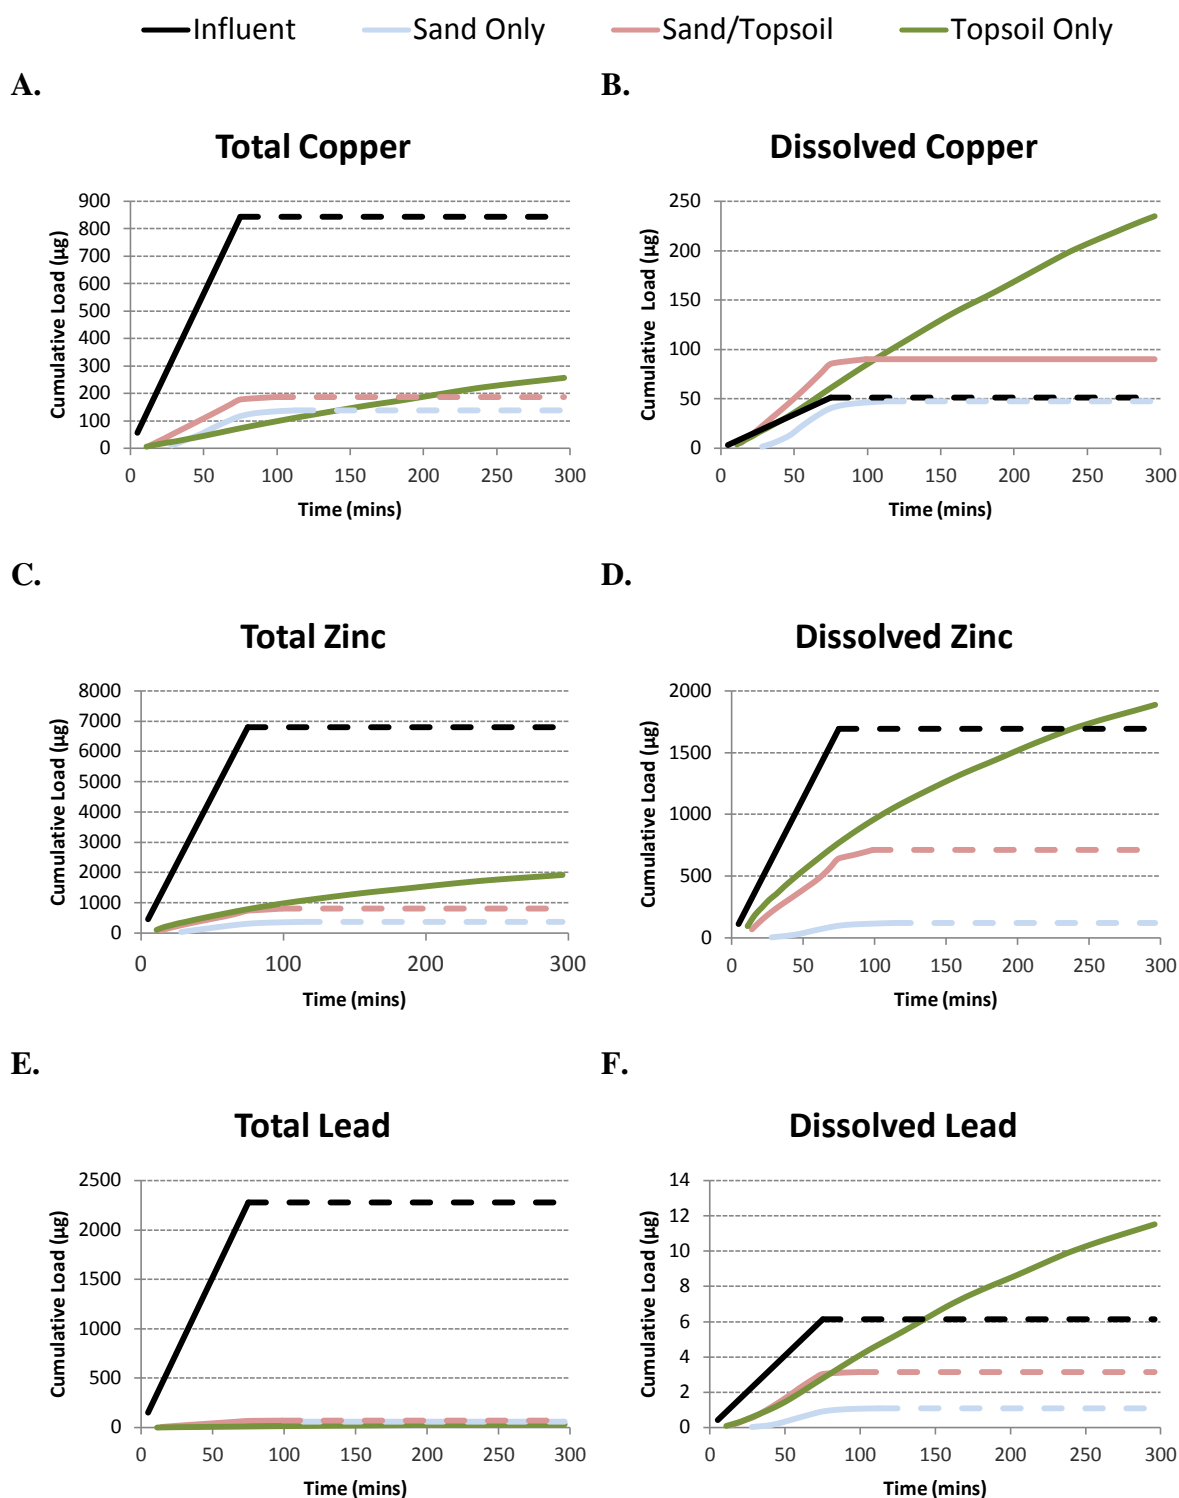 Influent Sand Only Sand/Topsoil Topsoil Only
A. B.
Total Copper
900
800
700
600
500
400
300
200
100
0
0 50 100 150 200 250 300
Cumulative Load (µg)
Time (mins)
Dissolved Copper
250
200
150
100
50
0
0 50 100 150 200 250 300
Cumulative Load (µg)
Time (mins)
C. D.
Total Zinc
8000
7000
6000
5000
4000
3000
2000
1000
0
0 100 200 300
Cumulative Load (µg)
Time (mins)
Dissolved Zinc
2000
1500
1000
500
0
0 50 100 150 200 250 300
Cumulative Load (µg)
Time (mins)
E. F.
Total Lead
2500
2000
1500
1000
500
0
0 50 100 150 200 250 300
Cumulative Load (µg)
Time (mins)
Dissolved Lead
14
12
10
8
6
4
2
0
0 50 100 150 200 250 300
Cumulative Load (µg)
Time (mins)